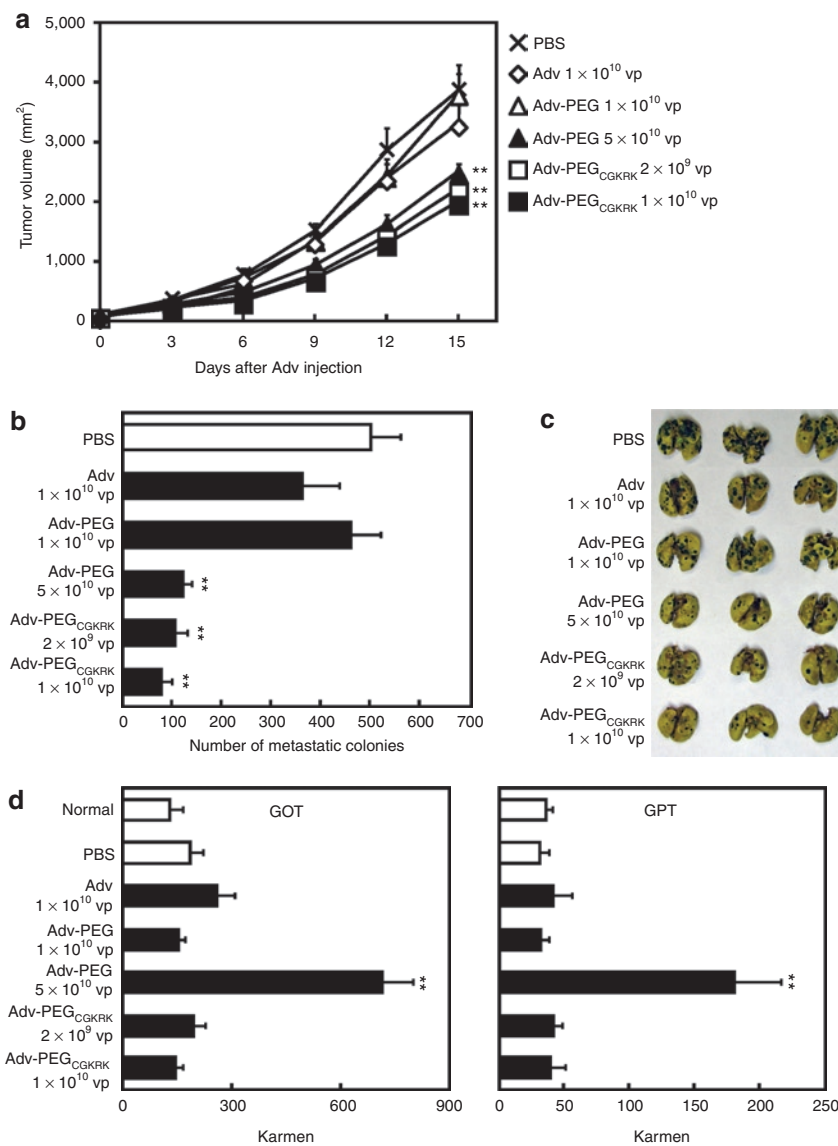 a
5,000
4,000
3,000
2,000
1,000
0
Tumor volume (mm²)
0 3 6 9 12 15
Days after Adv injection
**
**
**
PBS
Adv 1 × 10¹⁰ vp
Adv-PEG 1 × 10¹⁰ vp
Adv-PEG 5 × 10¹⁰ vp
Adv-PEG_CGKRK 2 × 10⁹ vp
Adv-PEG_CGKRK 1 × 10¹⁰ vp
b
PBS
Adv
1 × 10¹⁰ vp
Adv-PEG
1 × 10¹⁰ vp
Adv-PEG
5 × 10¹⁰ vp
**
Adv-PEG_CGKRK
2 × 10⁹ vp
**
Adv-PEG_CGKRK
1 × 10¹⁰ vp
**
0 100 200 300 400 500 600 700
Number of metastatic colonies
c
PBS
Adv
1 × 10¹⁰ vp
Adv-PEG
1 × 10¹⁰ vp
Adv-PEG
5 × 10¹⁰ vp
Adv-PEG_CGKRK
2 × 10⁹ vp
Adv-PEG_CGKRK
1 × 10¹⁰ vp
d
Normal
PBS
Adv
1 × 10¹⁰ vp
Adv-PEG
1 × 10¹⁰ vp
Adv-PEG
5 × 10¹⁰ vp
Adv-PEG_CGKRK
2 × 10⁹ vp
Adv-PEG_CGKRK
1 × 10¹⁰ vp
GOT
**
0 300 600 900
Karmen
GPT
**
0 50 100 150 200 250
Karmen